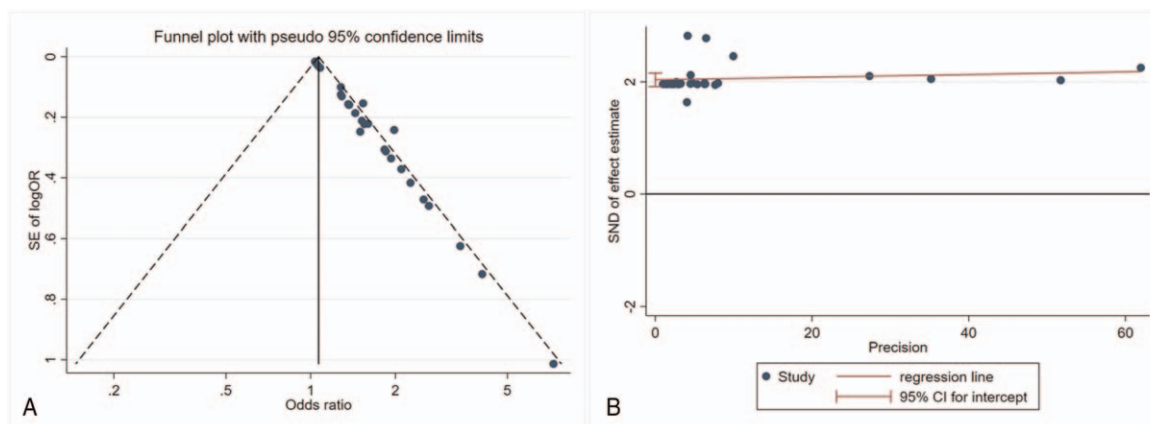 Funnel plot with pseudo 95% confidence limits
0
.2
.4
.6
.8
1
SE of logOR
.2
.5
1
2
5
Odds ratio
A
2
0
-2
SND of effect estimate
0
20
40
60
Precision
Study
regression line
95% CI for intercept
B